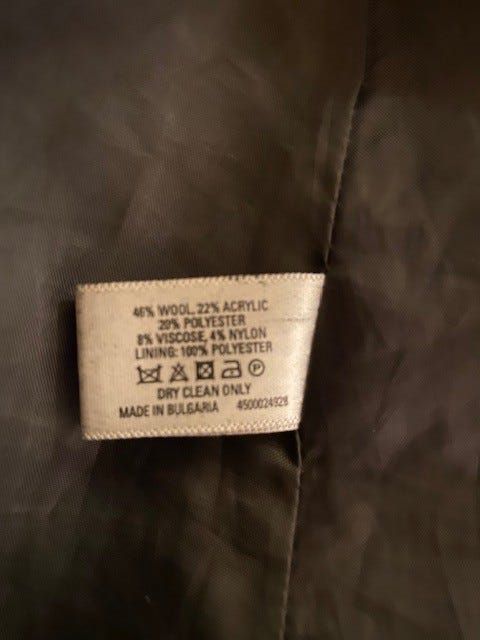 46% WOOL, 22% ACRYLIC
20% POLYESTER
8% VISCOSE, 4% NYLON
LINING: 100% POLYESTER
P
DRY CLEAN ONLY
MADE IN BULGARIA 4500024928